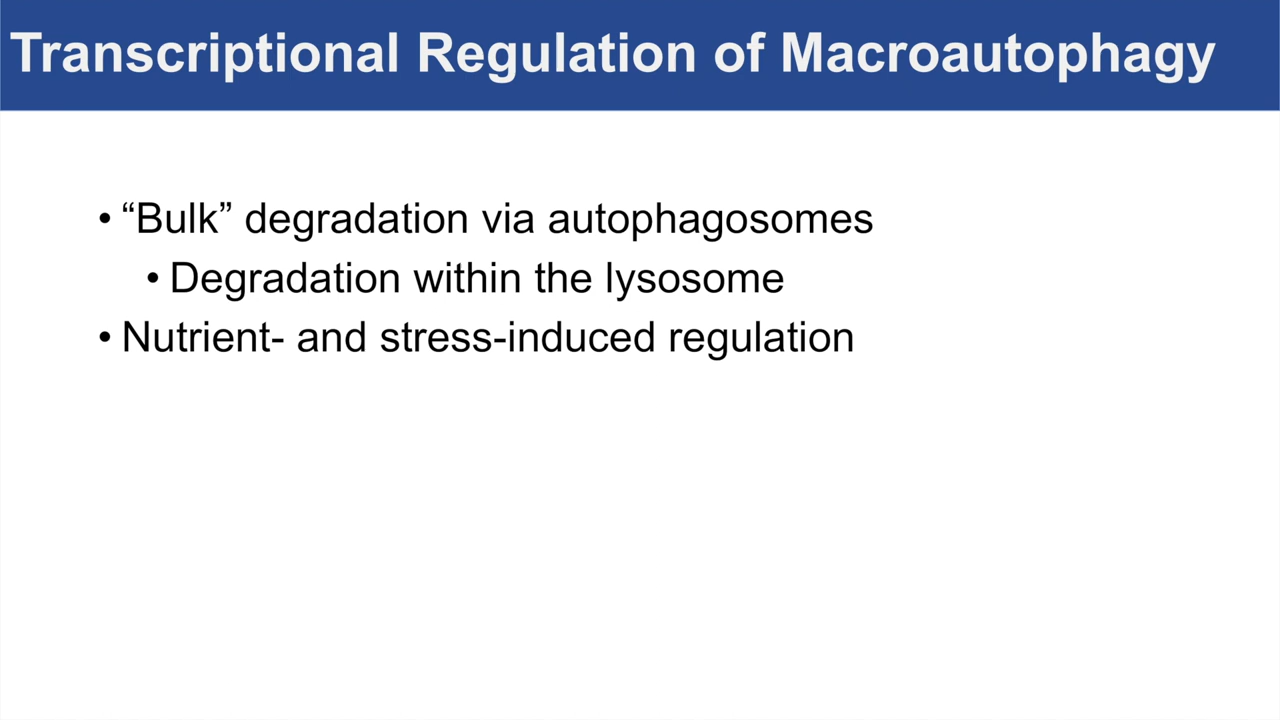 Transcriptional Regulation of Macroautophagy
• “Bulk” degradation via autophagosomes
• Degradation within the lysosome
• Nutrient- and stress-induced regulation